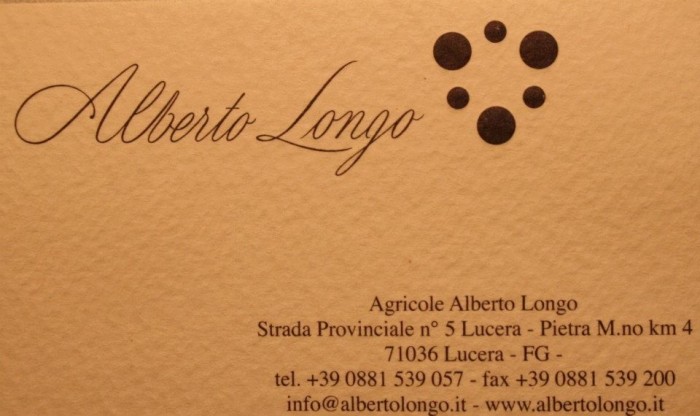 Alberto Longo
Agricole Alberto Longo
Strada Provinciale n° 5 Lucera - Pietra M.no km 4
71036 Lucera - FG -
tel. +39 0881 539 057 - fax +39 0881 539 200
info@albertolongo.it - www.albertolongo.it